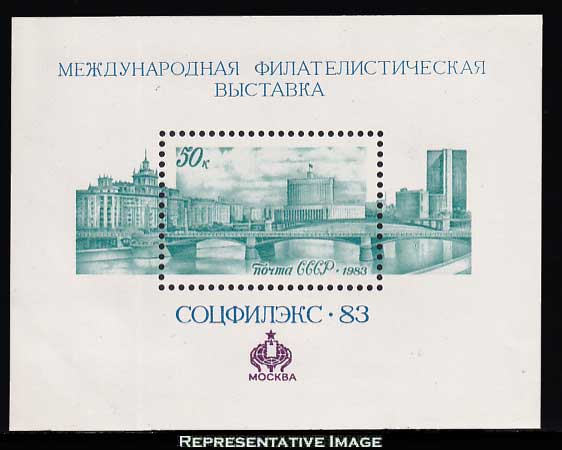 МЕЖДУНАРОДНАЯ ФИЛАТЕЛИСТИЧЕСКАЯ
ВЫСТАВКА
50к
почта СССР · 1983
СОЦФИЛЭКС · 83
МОСКВА
REPRESENTATIVE IMAGE